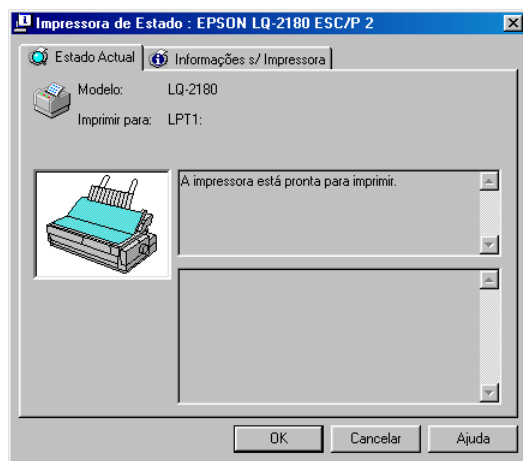 Impressora de Estado : EPSON LQ-2180 ESC/P 2
Estado Actual
Informações s/ Impressora
Modelo: LQ-2180
Imprimir para: LPT1:
A impressora está pronta para imprimir.
OK
Cancelar
Ajuda